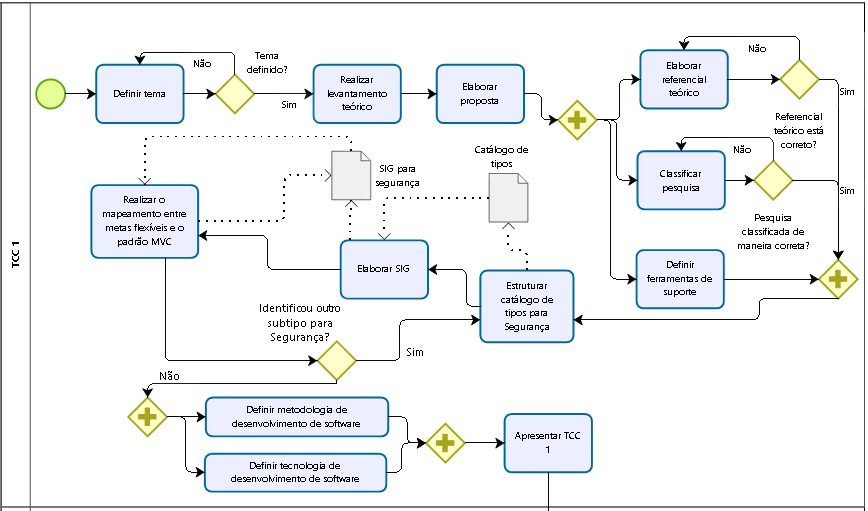 TCC 1
Definir tema
Não
Tema
definido?
Sim
Realizar
levantamento
teórico
Elaborar
proposta
Elaborar
referencial
teórico
Não
Sim
Referencial
teórico está
correto?
Classificar
pesquisa
Não
Sim
Pesquisa
classificada de
maneira correta?
Definir
ferramentas de
suporte
Catálogo de
tipos
SIG para
segurança
Realizar o
mapeamento entre
metas flexíveis e o
padrão MVC
Elaborar SIG
Estruturar
catálogo de
tipos para
Segurança
Identificou outro
subtipo para
Segurança?
Sim
Não
Definir metodologia de
desenvolvimento de software
Definir tecnologia de
desenvolvimento de software
Apresentar TCC
1